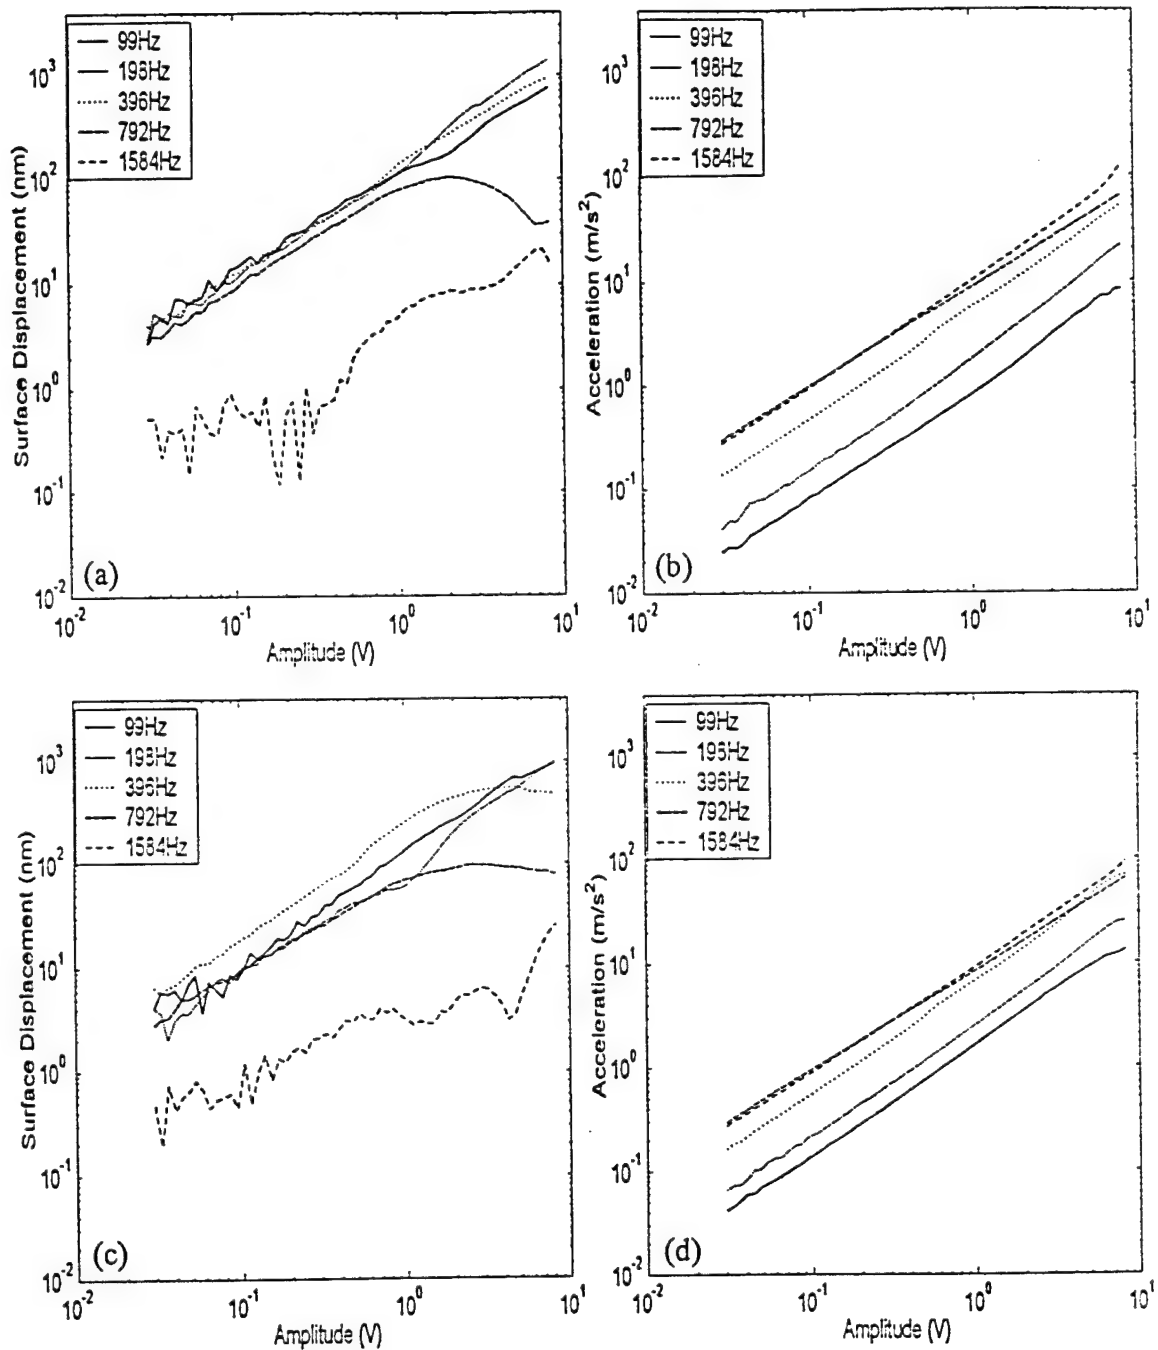 99Hz
198Hz
396Hz
792Hz
1584Hz
10^3
10^2
10^1
10^0
10^-1
10^-2
Surface Displacement (nm)
(a)
10^-2 10^-1 10^0 10^1
Amplitude (V)
99Hz
198Hz
396Hz
792Hz
1584Hz
10^3
10^2
10^1
10^0
10^-1
10^-2
Acceleration (m/s^2)
(b)
10^-2 10^-1 10^0 10^1
Amplitude (V)
99Hz
198Hz
396Hz
792Hz
1584Hz
10^3
10^2
10^1
10^0
10^-1
10^-2
Surface Displacement (nm)
(c)
10^-2 10^-1 10^0 10^1
Amplitude (V)
99Hz
198Hz
396Hz
792Hz
1584Hz
10^3
10^2
10^1
10^0
10^-1
10^-2
Acceleration (m/s^2)
(d)
10^-2 10^-1 10^0 10^1
Amplitude (V)